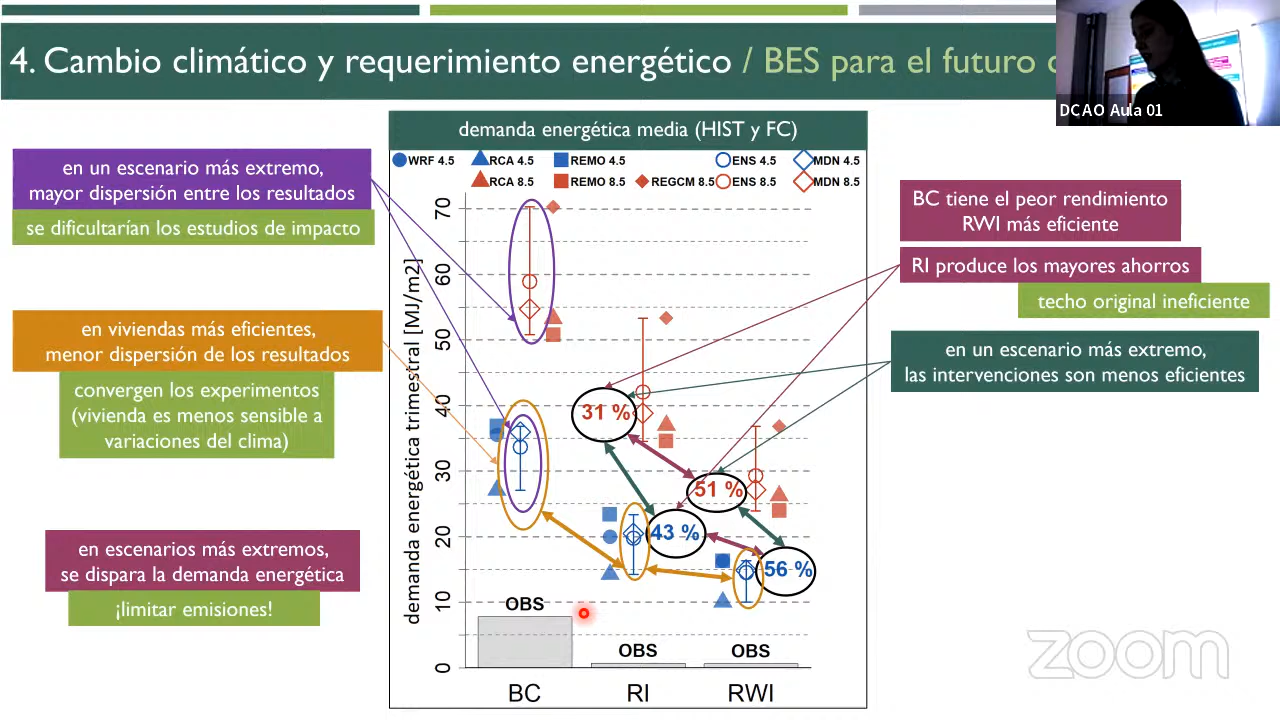 4. Cambio climático y requerimiento energético / BES para el futuro
DCAO Aula 01
en un escenario más extremo,
mayor dispersión entre los resultados
se dificultarían los estudios de impacto
en viviendas más eficientes,
menor dispersión de los resultados
convergen los experimentos
(vivienda es menos sensible a
variaciones del clima)
en escenarios más extremos,
se dispara la demanda energética
¡limitar emisiones!
demanda energética media (HIST y FC)
WRF 4.5 RCA 4.5 REMO 4.5 ENS 4.5 MDN 4.5
RCA 8.5 REMO 8.5 REGCM 8.5 ENS 8.5 MDN 8.5
demanda energética trimestral [MJ/m2]
70
60
50
40
30
20
10
0
31 %
51 %
43 %
56 %
OBS
OBS
OBS
BC
RI
RWI
BC tiene el peor rendimiento
RWI más eficiente
RI produce los mayores ahorros
techo original ineficiente
en un escenario más extremo,
las intervenciones son menos eficientes
zoom